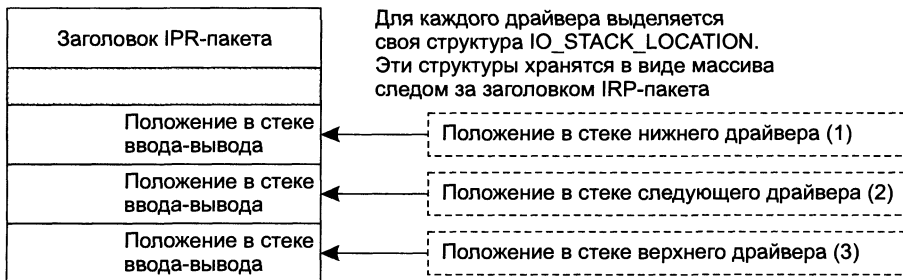 Заголовок IPR-пакета
Для каждого драйвера выделяется
своя структура IO_STACK_LOCATION.
Эти структуры хранятся в виде массива
следом за заголовком IRP-пакета
Положение в стеке
ввода-вывода
Положение в стеке нижнего драйвера (1)
Положение в стеке
ввода-вывода
Положение в стеке следующего драйвера (2)
Положение в стеке
ввода-вывода
Положение в стеке верхнего драйвера (3)